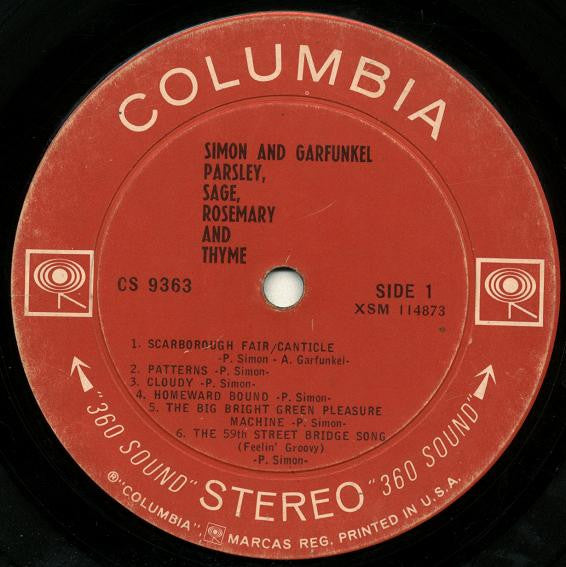 COLUMBIA
SIMON AND GARFUNKEL
PARSLEY,
SAGE,
ROSEMARY
AND
THYME
CS 9363
SIDE 1
XSM 114873
1. SCARBOROUGH FAIR/CANTICLE
-P. Simon - A. Garfunkel-
2. PATTERNS -P. Simon-
3. CLOUDY -P. Simon-
4. HOMEWARD BOUND -P. Simon-
5. THE BIG BRIGHT GREEN PLEASURE
MACHINE -P. Simon-
6. THE 59th STREET BRIDGE SONG
(Feelin' Groovy)
-P. Simon-
"360 SOUND" STEREO "360 SOUND"
®"COLUMBIA", MARCAS REG. PRINTED IN U.S.A.